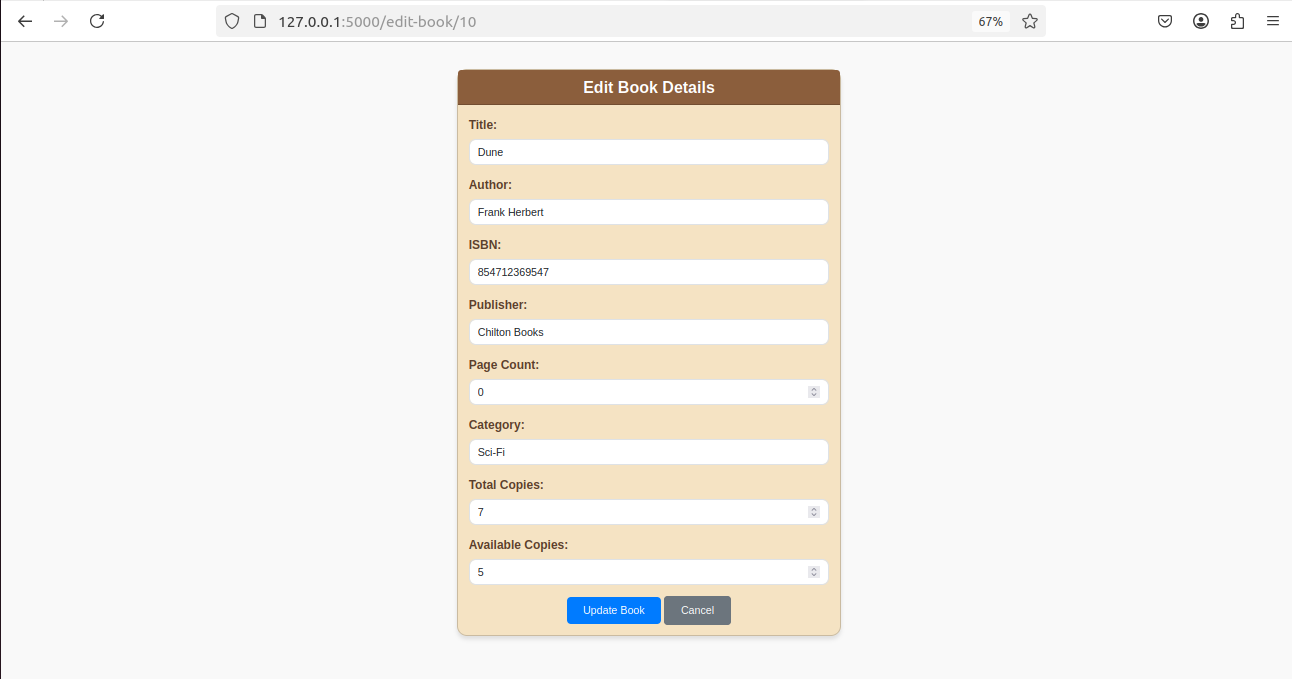 127.0.0.1:5000/edit-book/10
67%
Edit Book Details
Title:
Dune
Author:
Frank Herbert
ISBN:
854712369547
Publisher:
Chilton Books
Page Count:
0
Category:
Sci-Fi
Total Copies:
7
Available Copies:
5
Update Book
Cancel